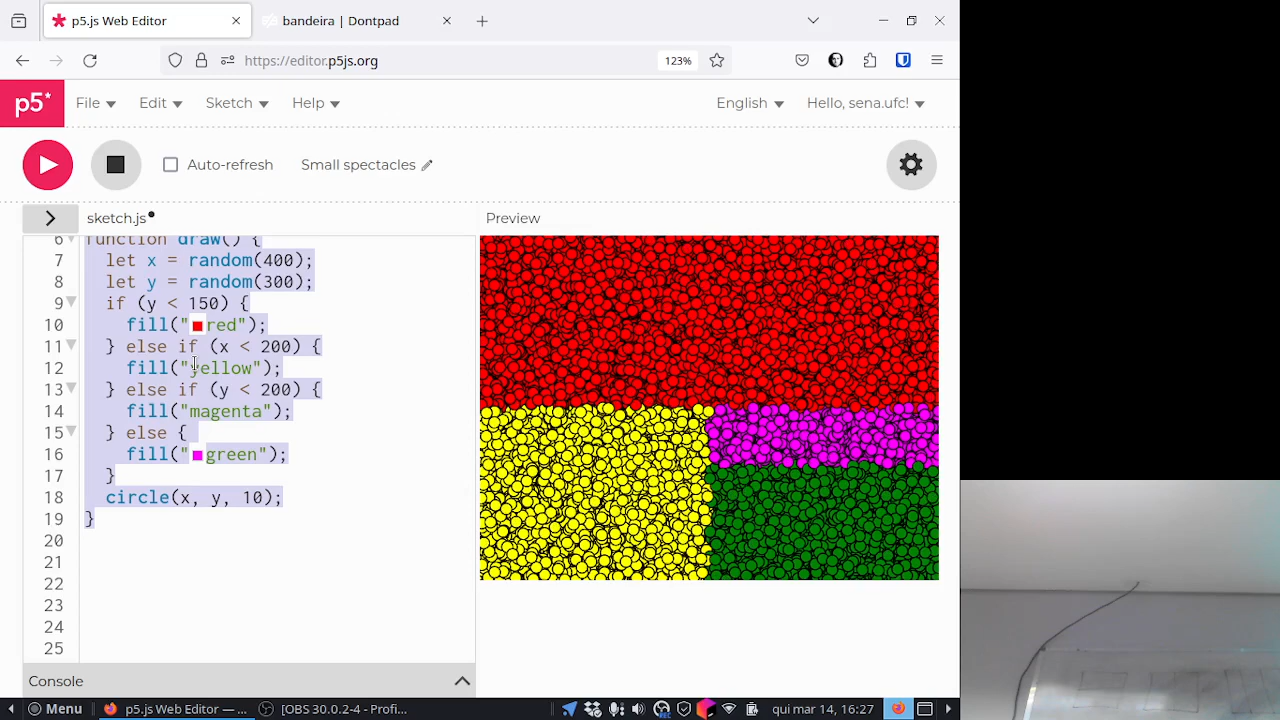 p5.js Web Editor
bandeira | Dontpad
https://editor.p5js.org
123%
p5*
File
Edit
Sketch
Help
English
Hello, sena.ufc!
Auto-refresh
Small spectacles
sketch.js
Preview
6 function draw() {
7 let x = random(400);
8 let y = random(300);
9 if (y < 150) {
10 fill("red");
11 } else if (x < 200) {
12 fill("yellow");
13 } else if (y < 200) {
14 fill("magenta");
15 } else {
16 fill("green");
17 }
18 circle(x, y, 10);
19 }
20
21
22
23
24
25
Console
Menu
p5.js Web Editor — ...
[OBS 30.0.2-4 - Profi...
REC
qui mar 14, 16:27